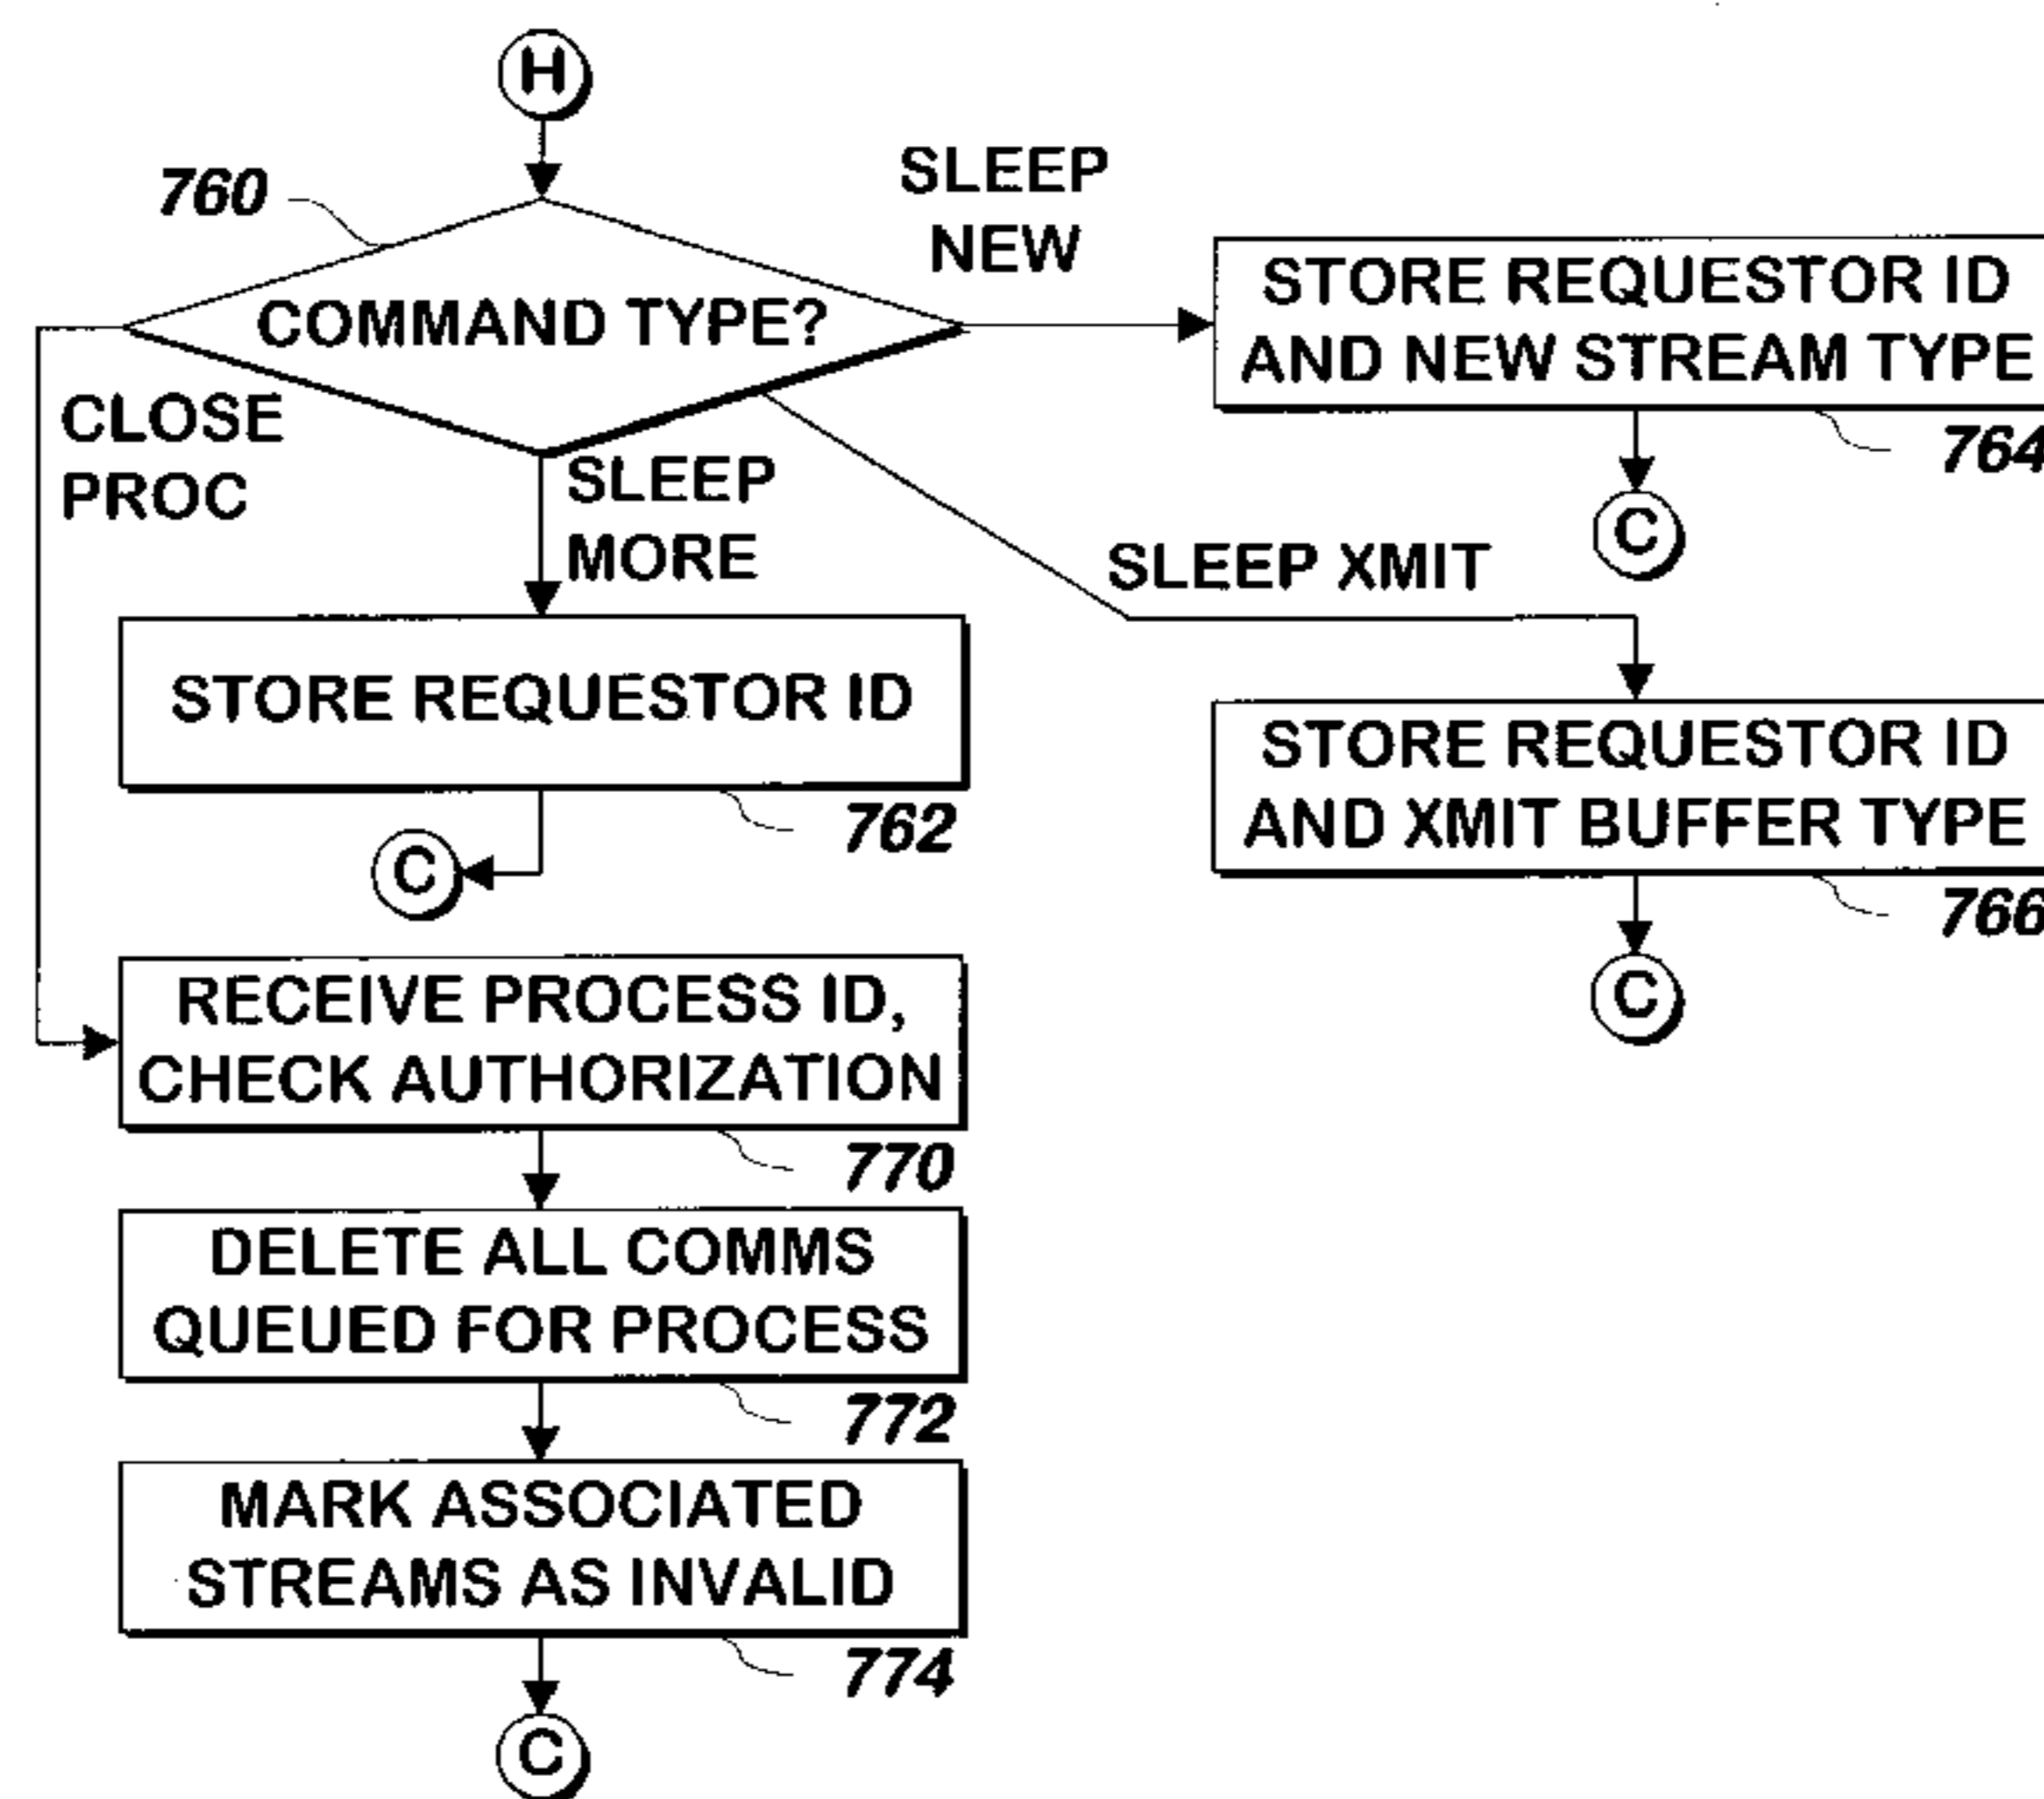 H
760
SLEEP
NEW
COMMAND TYPE?
STORE REQUESTOR ID
AND NEW STREAM TYPE
764
C
CLOSE
PROC
SLEEP
MORE
SLEEP XMIT
STORE REQUESTOR ID
762
C
STORE REQUESTOR ID
AND XMIT BUFFER TYPE
766
C
RECEIVE PROCESS ID,
CHECK AUTHORIZATION
770
DELETE ALL COMMS
QUEUED FOR PROCESS
772
MARK ASSOCIATED
STREAMS AS INVALID
774
C